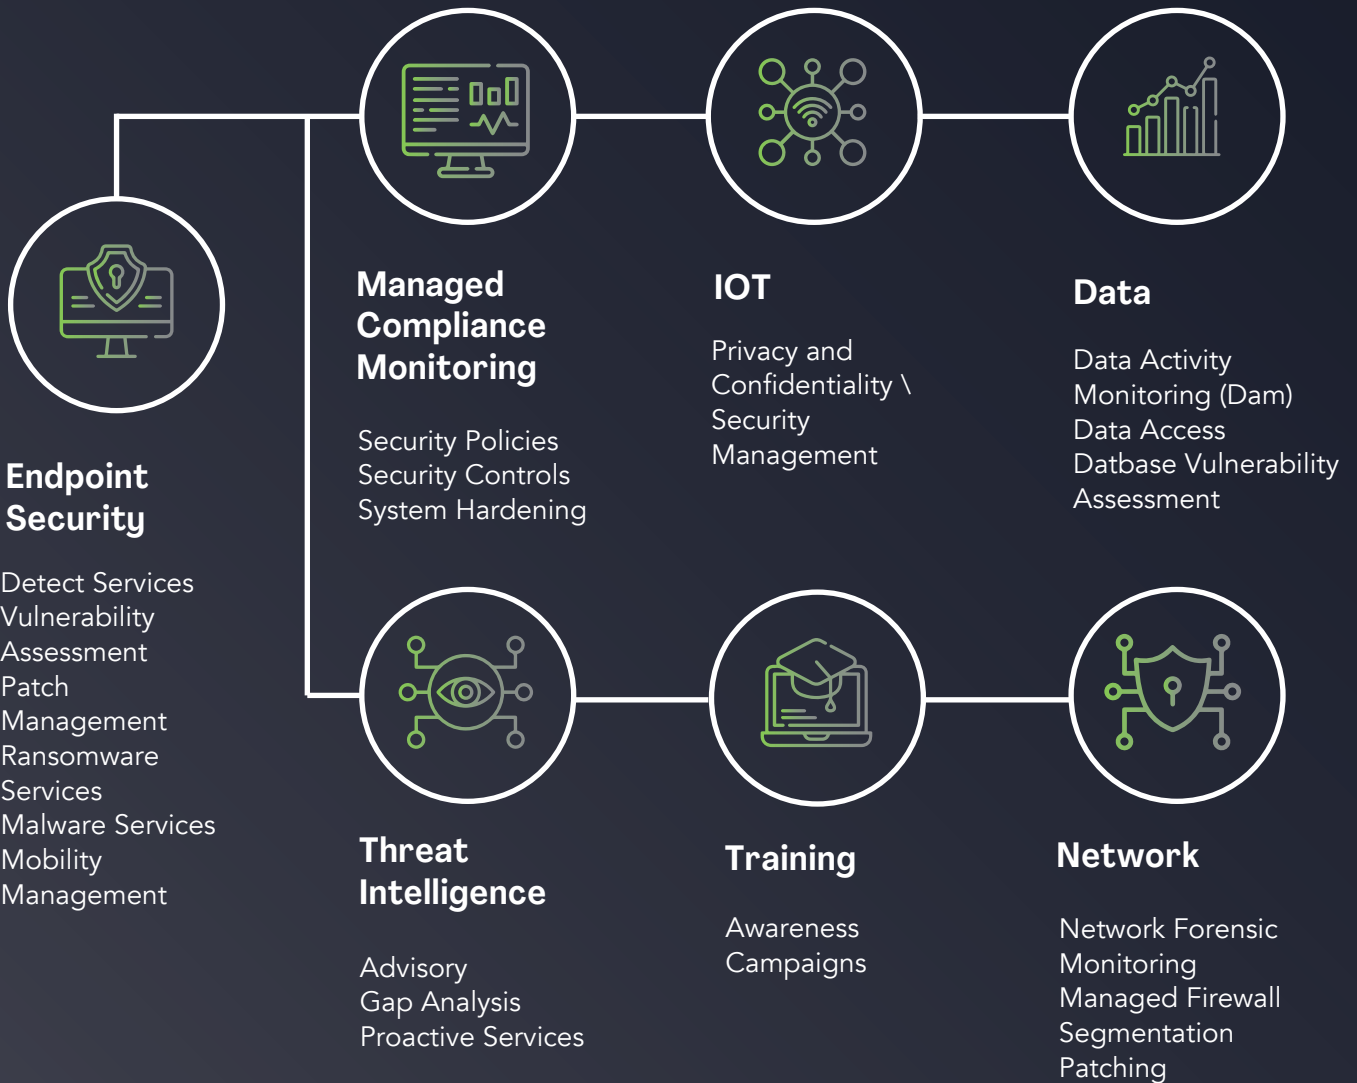 Endpoint
Security
Detect Services
Vulnerability
Assessment
Patch
Management
Ransomware
Services
Malware Services
Mobility
Management
Managed
Compliance
Monitoring
Security Policies
Security Controls
System Hardening
IOT
Privacy and
Confidentiality \
Security
Management
Data
Data Activity
Monitoring (Dam)
Data Access
Datbase Vulnerability
Assessment
Threat
Intelligence
Advisory
Gap Analysis
Proactive Services
Training
Awareness
Campaigns
Network
Network Forensic
Monitoring
Managed Firewall
Segmentation
Patching